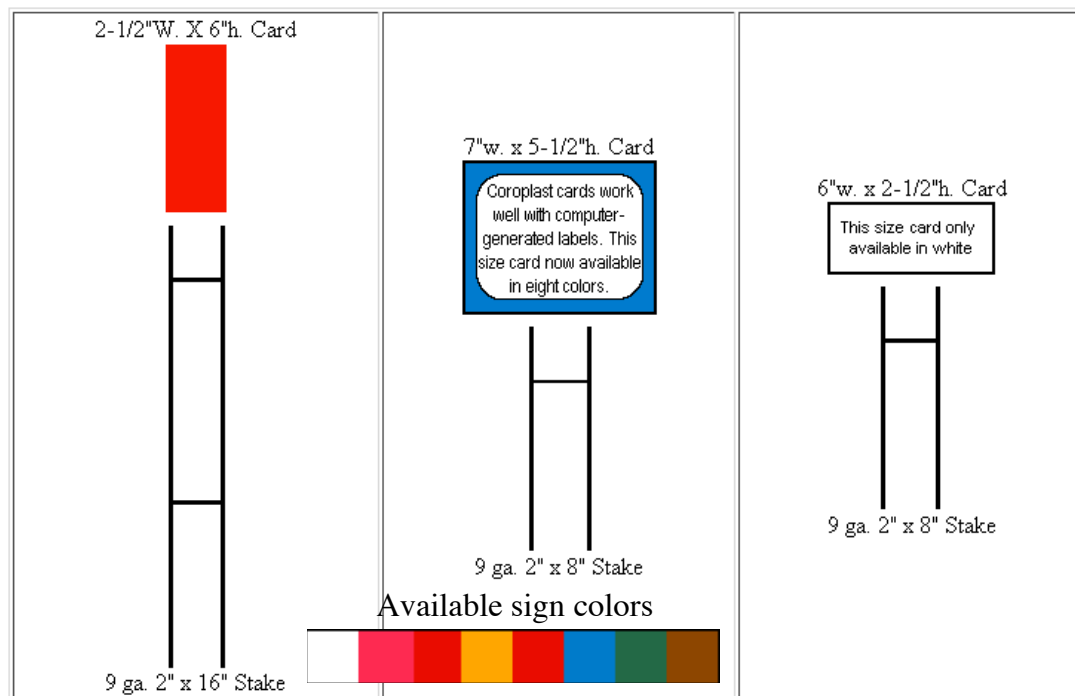 2-1/2"W. X 6"h. Card
9 ga. 2" x 16" Stake
7"w. x 5-1/2"h. Card
Coroplast cards work
well with computer-
generated labels. This
size card now available
in eight colors.
9 ga. 2" x 8" Stake
6"w. x 2-1/2"h. Card
This size card only
available in white
9 ga. 2" x 8" Stake
Available sign colors